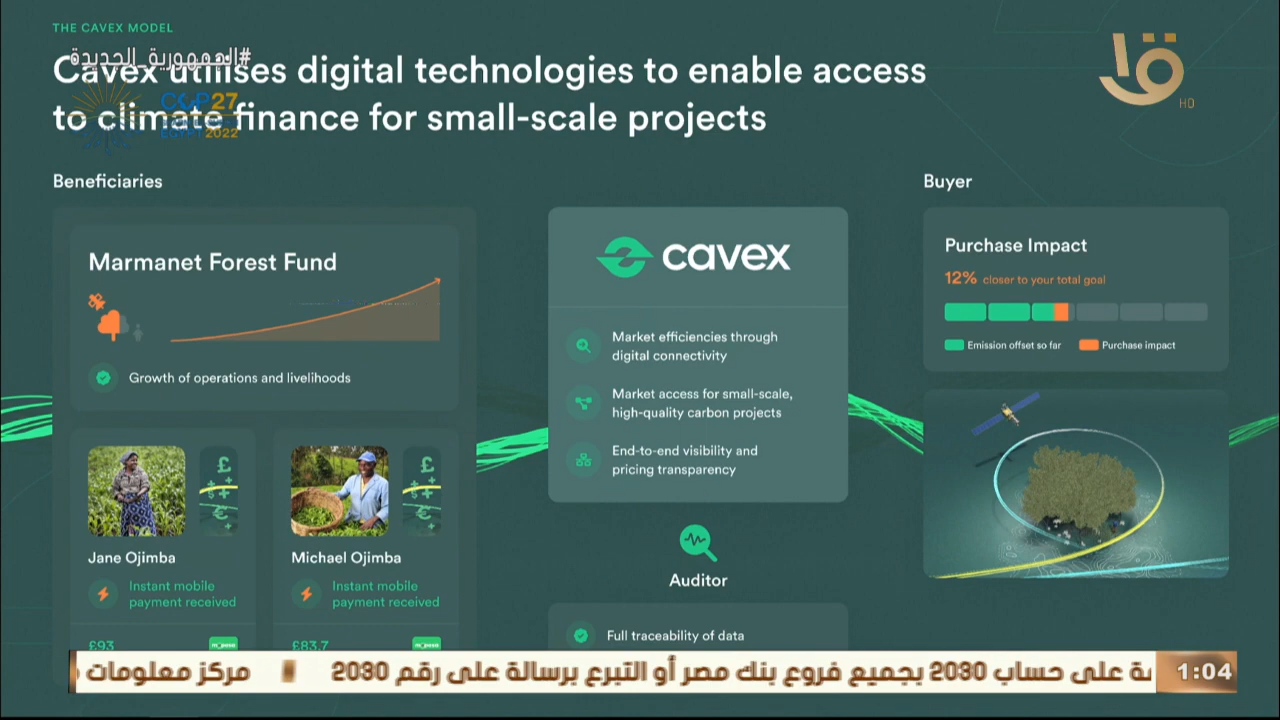 THE CAVEX MODEL
#الجمهورية_الجديدة
Cavex utilises digital technologies to enable access
to climate finance for small-scale projects
COP27
EGYPT2022
HD
Beneficiaries
Buyer
Marmanet Forest Fund
Growth of operations and livelihoods
Jane Ojimba
Instant mobile
payment received
£93
Michael Ojimba
Instant mobile
payment received
£83.7
cavex
Market efficiencies through
digital connectivity
Market access for small-scale,
high-quality carbon projects
End-to-end visibility and
pricing transparency
Auditor
Full traceability of data
Purchase Impact
12% closer to your total goal
Emission offset so far
Purchase impact
على حساب 2030 بجميع فروع بنك مصر أو التبرع برسالة على رقم 2030
مركز معلومات
1:04